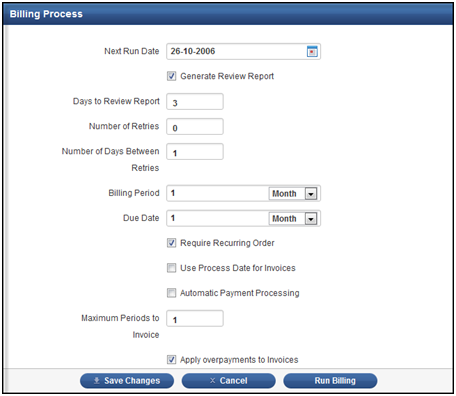 Billing Process
Next Run Date 26-10-2006
Generate Review Report
Days to Review Report 3
Number of Retries 0
Number of Days Between
Retries 1
Billing Period 1 Month
Due Date 1 Month
Require Recurring Order
Use Process Date for Invoices
Automatic Payment Processing
Maximum Periods to
Invoice 1
Apply overpayments to Invoices
Save Changes Cancel Run Billing